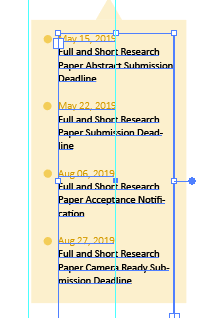 May 15, 2019
Full and Short Research
Paper Abstract Submission
Deadline
May 22, 2019
Full and Short Research
Paper Submission Dead-
line
Aug 06, 2019
Full and Short Research
Paper Acceptance Notifi-
cation
Aug 27, 2019
Full and Short Research
Paper Camera Ready Sub-
mission Deadline